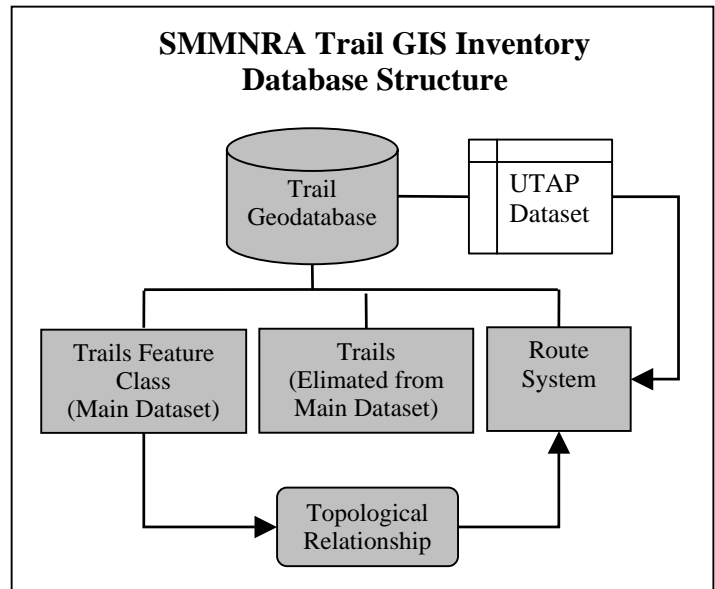 SMMNRA Trail GIS Inventory
Database Structure
Trail
Geodatabase
UTAP
Dataset
Trails Feature
Class
(Main Dataset)
Trails
(Elimated from
Main Dataset)
Route
System
Topological
Relationship